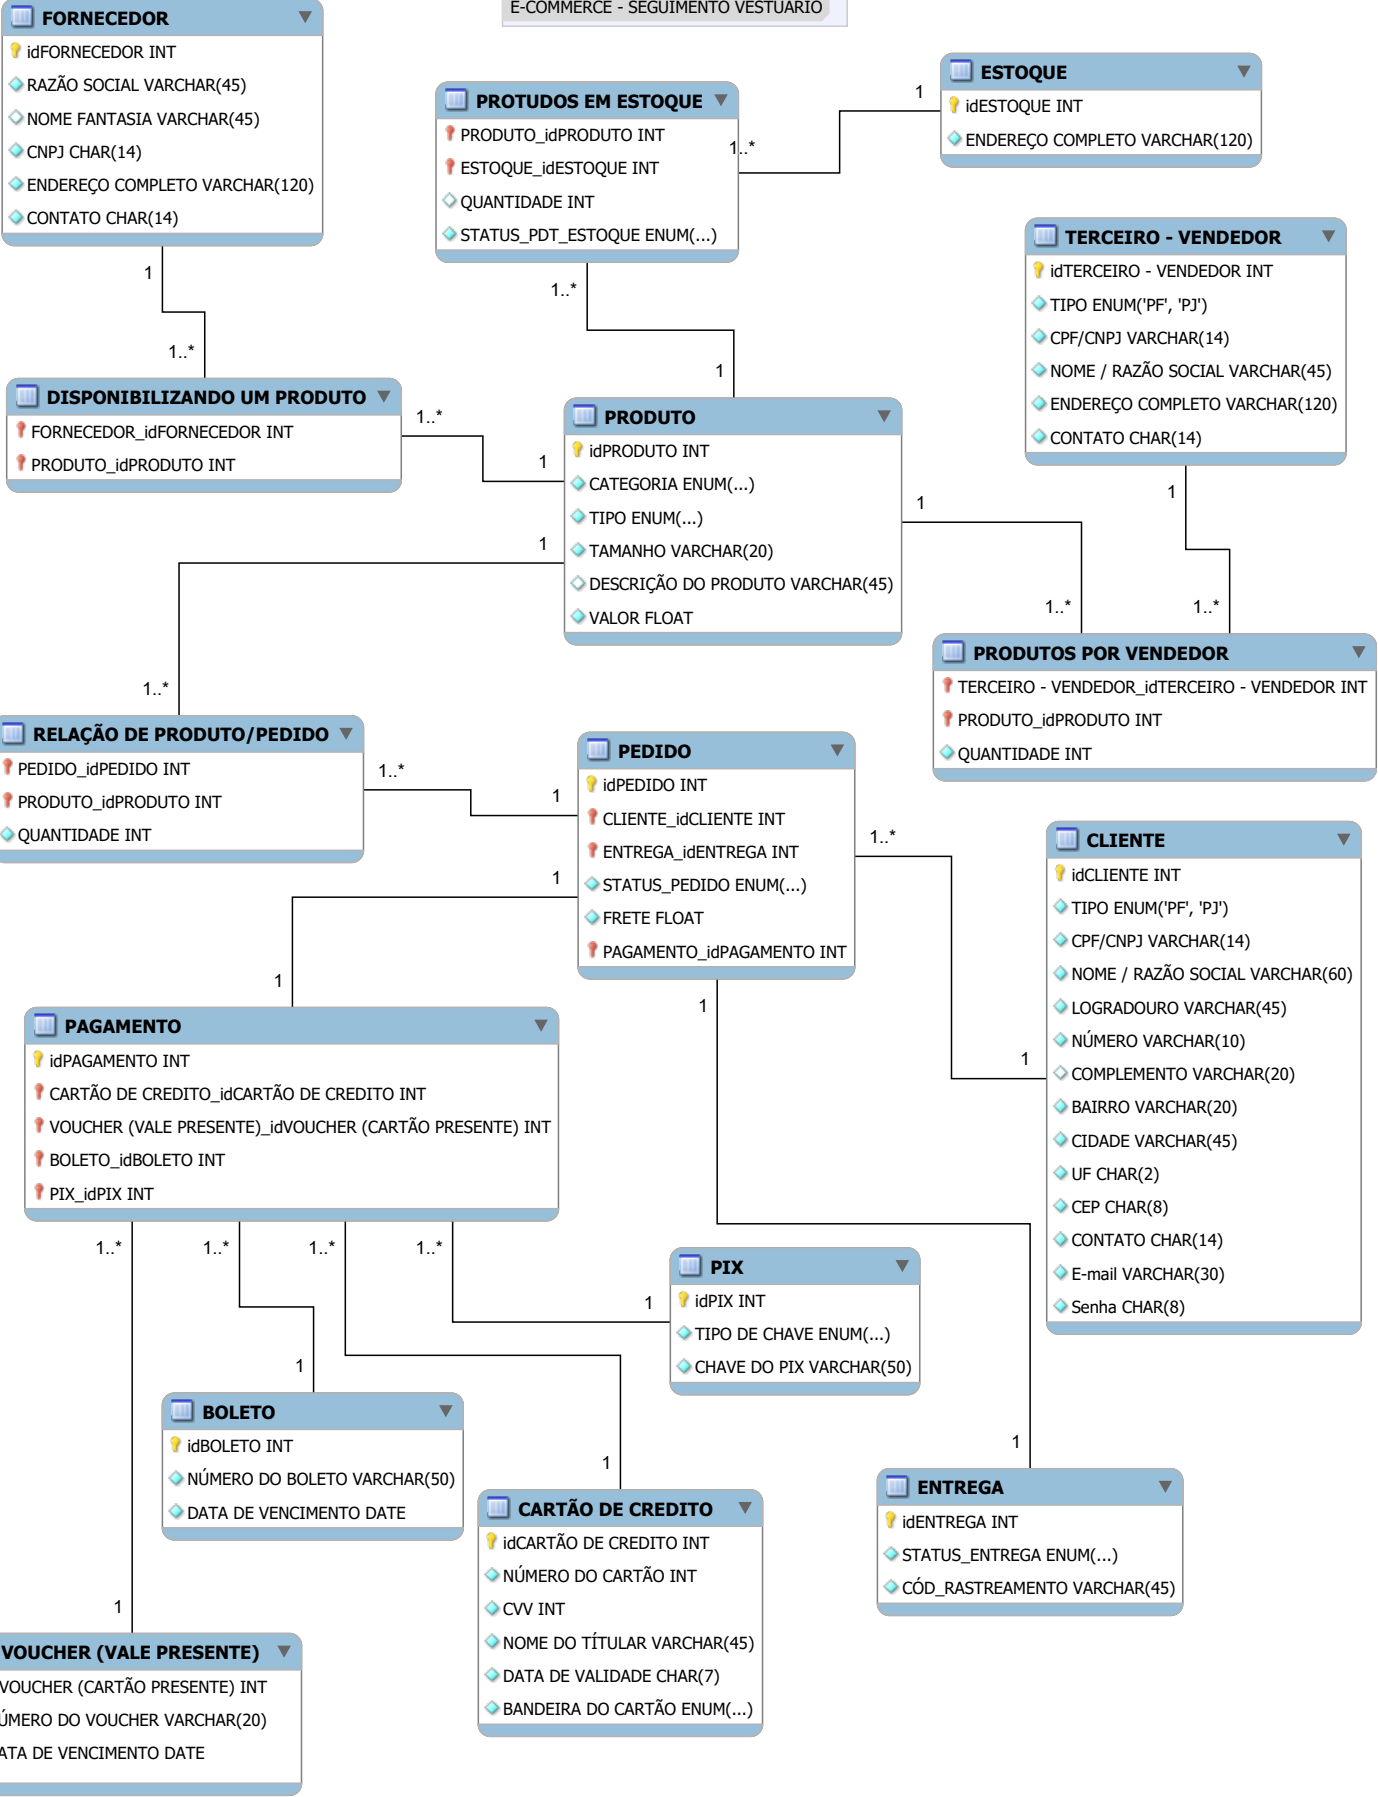 E-COMMERCE - SEGUIMENTO VESTUÁRIO
FORNECEDOR
idFORNECEDOR INT
RAZÃO SOCIAL VARCHAR(45)
NOME FANTASIA VARCHAR(45)
CNPJ CHAR(14)
ENDEREÇO COMPLETO VARCHAR(120)
CONTATO CHAR(14)
1
1..*
PROTUDOS EM ESTOQUE
PRODUTO_idPRODUTO INT
ESTOQUE_idESTOQUE INT
QUANTIDADE INT
STATUS_PDT_ESTOQUE ENUM(...)
1
1..*
ESTOQUE
idESTOQUE INT
ENDEREÇO COMPLETO VARCHAR(120)
1..*
1
TERCEIRO - VENDEDOR
idTERCEIRO - VENDEDOR INT
TIPO ENUM('PF', 'PJ')
CPF/CNPJ VARCHAR(14)
NOME / RAZÃO SOCIAL VARCHAR(45)
ENDEREÇO COMPLETO VARCHAR(120)
CONTATO CHAR(14)
1
1..*
DISPONIBILIZANDO UM PRODUTO
FORNECEDOR_idFORNECEDOR INT
PRODUTO_idPRODUTO INT
1..*
1
PRODUTO
idPRODUTO INT
CATEGORIA ENUM(...)
TIPO ENUM(...)
TAMANHO VARCHAR(20)
DESCRIÇÃO DO PRODUTO VARCHAR(45)
VALOR FLOAT
1
1..*
1
1..*
PRODUTOS POR VENDEDOR
TERCEIRO - VENDEDOR_idTERCEIRO - VENDEDOR INT
PRODUTO_idPRODUTO INT
QUANTIDADE INT
RELAÇÃO DE PRODUTO/PEDIDO
PEDIDO_idPEDIDO INT
PRODUTO_idPRODUTO INT
QUANTIDADE INT
1..*
1
PEDIDO
idPEDIDO INT
CLIENTE_idCLIENTE INT
ENTREGA_idENTREGA INT
STATUS_PEDIDO ENUM(...)
FRETE FLOAT
PAGAMENTO_idPAGAMENTO INT
1..*
1
CLIENTE
idCLIENTE INT
TIPO ENUM('PF', 'PJ')
CPF/CNPJ VARCHAR(14)
NOME / RAZÃO SOCIAL VARCHAR(60)
LOGRADOURO VARCHAR(45)
NÚMERO VARCHAR(10)
COMPLEMENTO VARCHAR(20)
BAIRRO VARCHAR(20)
CIDADE VARCHAR(45)
UF CHAR(2)
CEP CHAR(8)
CONTATO CHAR(14)
E-mail VARCHAR(30)
Senha CHAR(8)
1
1
PAGAMENTO
idPAGAMENTO INT
CARTÃO DE CREDITO_idCARTÃO DE CREDITO INT
VOUCHER (VALE PRESENTE)_idVOUCHER (CARTÃO PRESENTE) INT
BOLETO_idBOLETO INT
PIX_idPIX INT
1..*
1..*
1..*
1..*
1
PIX
idPIX INT
TIPO DE CHAVE ENUM(...)
CHAVE DO PIX VARCHAR(50)
1
BOLETO
idBOLETO INT
NÚMERO DO BOLETO VARCHAR(50)
DATA DE VENCIMENTO DATE
1
CARTÃO DE CREDITO
idCARTÃO DE CREDITO INT
NÚMERO DO CARTÃO INT
CVV INT
NOME DO TÍTULAR VARCHAR(45)
DATA DE VALIDADE CHAR(7)
BANDEIRA DO CARTÃO ENUM(...)
1
1
ENTREGA
idENTREGA INT
STATUS_ENTREGA ENUM(...)
CÓD_RASTREAMENTO VARCHAR(45)
1
VOUCHER (VALE PRESENTE)
VOUCHER (CARTÃO PRESENTE) INT
ÚMERO DO VOUCHER VARCHAR(20)
ATA DE VENCIMENTO DATE